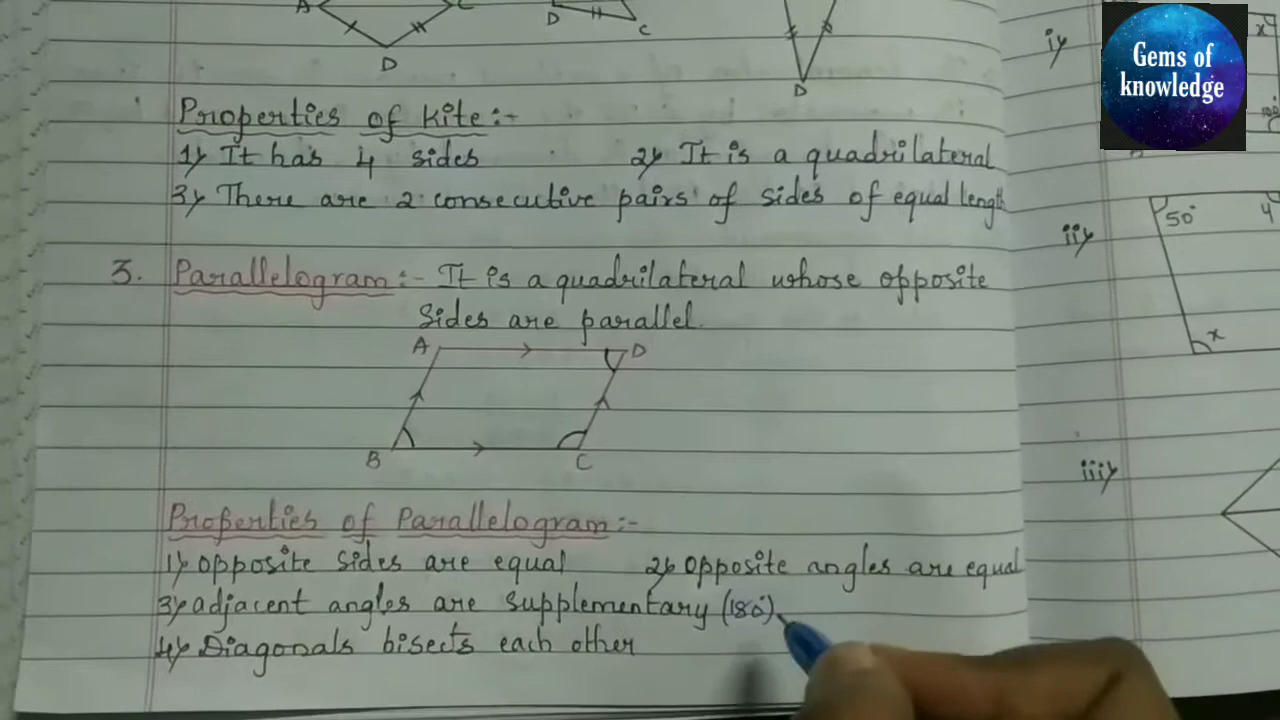 A
D
D
C
D
Properties of kite:-
1) It has 4 sides 2) It is a quadrilateral
3) There are 2 consecutive pairs of sides of equal length
3. Parallelogram:- It is a quadrilateral whose opposite
sides are parallel.
A D
B C
Properties of Parallelogram:-
1) opposite sides are equal 2) opposite angles are equal
3) adjacent angles are supplementary (180°)
4) Diagonals bisects each other
iy
x
Gems of
knowledge
iiy
50° y
x
iiiy